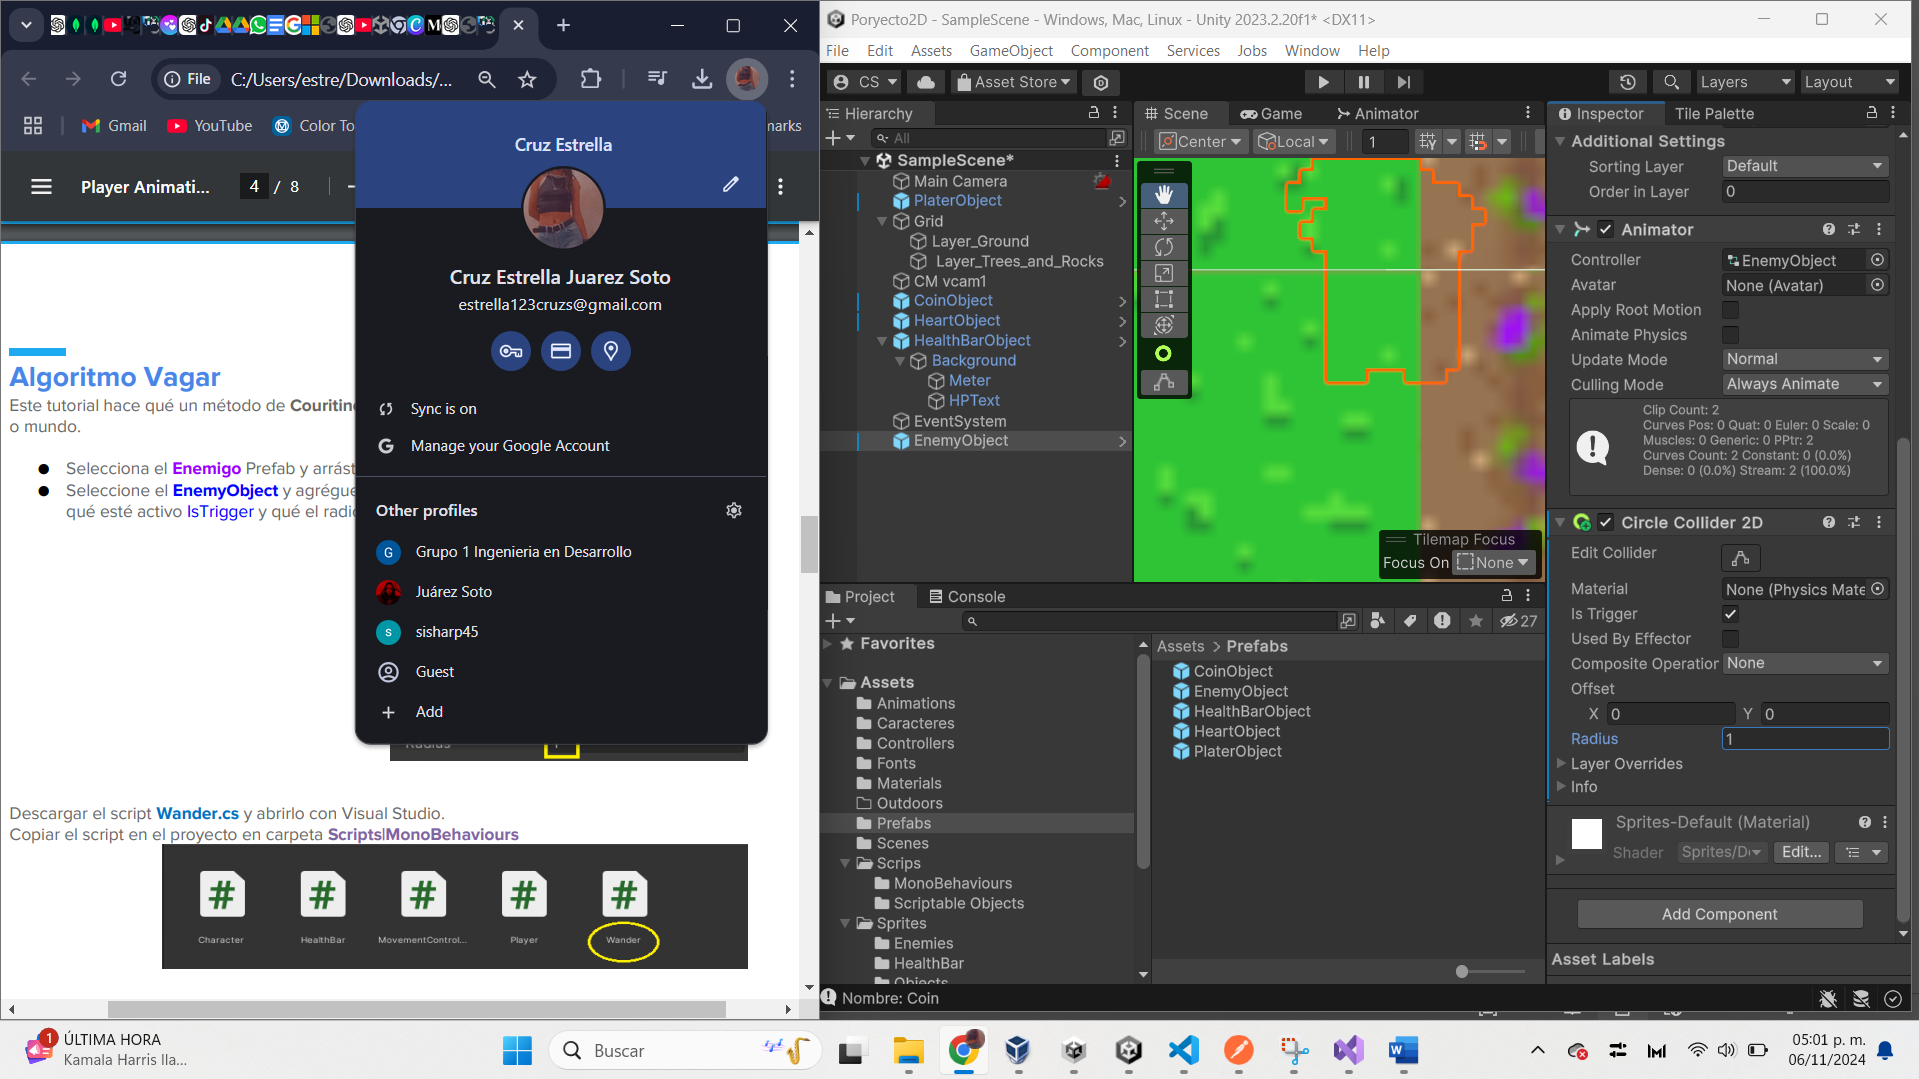 File
C:/Users/estre/Downloads/...
Gmail
YouTube
Color To
marks
Player Animati...
4 / 8
Cruz Estrella
Cruz Estrella Juarez Soto
estrella123cruzs@gmail.com
Sync is on
Manage your Google Account
Other profiles
G Grupo 1 Ingenieria en Desarrollo
Juárez Soto
s sisharp45
Guest
Add
Algoritmo Vagar
Este tutorial hace qué un método de Couritin
o mundo.
● Selecciona el Enemigo Prefab y arrást
● Seleccione el EnemyObject y agrégue
qué esté activo IsTrigger y qué el radi
Radius
Descargar el script Wander.cs y abrirlo con Visual Studio.
Copiar el script en el proyecto en carpeta Scripts|MonoBehaviours
Character HealthBar MovementControl... Player Wander
Poryecto2D - SampleScene - Windows, Mac, Linux - Unity 2023.2.20f1* <DX11>
File Edit Assets GameObject Component Services Jobs Window Help
CS
Asset Store
Layers
Layout
Hierarchy
All
SampleScene*
Main Camera
PlaterObject
Grid
Layer_Ground
Layer_Trees_and_Rocks
CM vcam1
CoinObject
HeartObject
HealthBarObject
Background
Meter
HPText
EventSystem
EnemyObject
Scene Game Animator
Center Local 1
Tilemap Focus
Focus On None
Project Console
27
Favorites
Assets
Animations
Caracteres
Controllers
Fonts
Materials
Outdoors
Prefabs
Scenes
Scrips
MonoBehaviours
Scriptable Objects
Sprites
Enemies
HealthBar
Objects
Assets > Prefabs
CoinObject
EnemyObject
HealthBarObject
HeartObject
PlaterObject
Nombre: Coin
Inspector Tile Palette
Additional Settings
Sorting Layer Default
Order in Layer 0
Animator
Controller EnemyObject
Avatar None (Avatar)
Apply Root Motion
Animate Physics
Update Mode Normal
Culling Mode Always Animate
Clip Count: 2
Curves Pos: 0 Quat: 0 Euler: 0 Scale: 0
Muscles: 0 Generic: 0 PPtr: 2
Curves Count: 2 Constant: 0 (0.0%)
Dense: 0 (0.0%) Stream: 2 (100.0%)
Circle Collider 2D
Edit Collider
Material None (Physics Mate
Is Trigger
Used By Effector
Composite Operation None
Offset
X 0 Y 0
Radius 1
Layer Overrides
Info
Sprites-Default (Material)
Shader Sprites/D Edit...
Add Component
Asset Labels
1
ÚLTIMA HORA
Kamala Harris lla...
Buscar
05:01 p. m.
06/11/2024